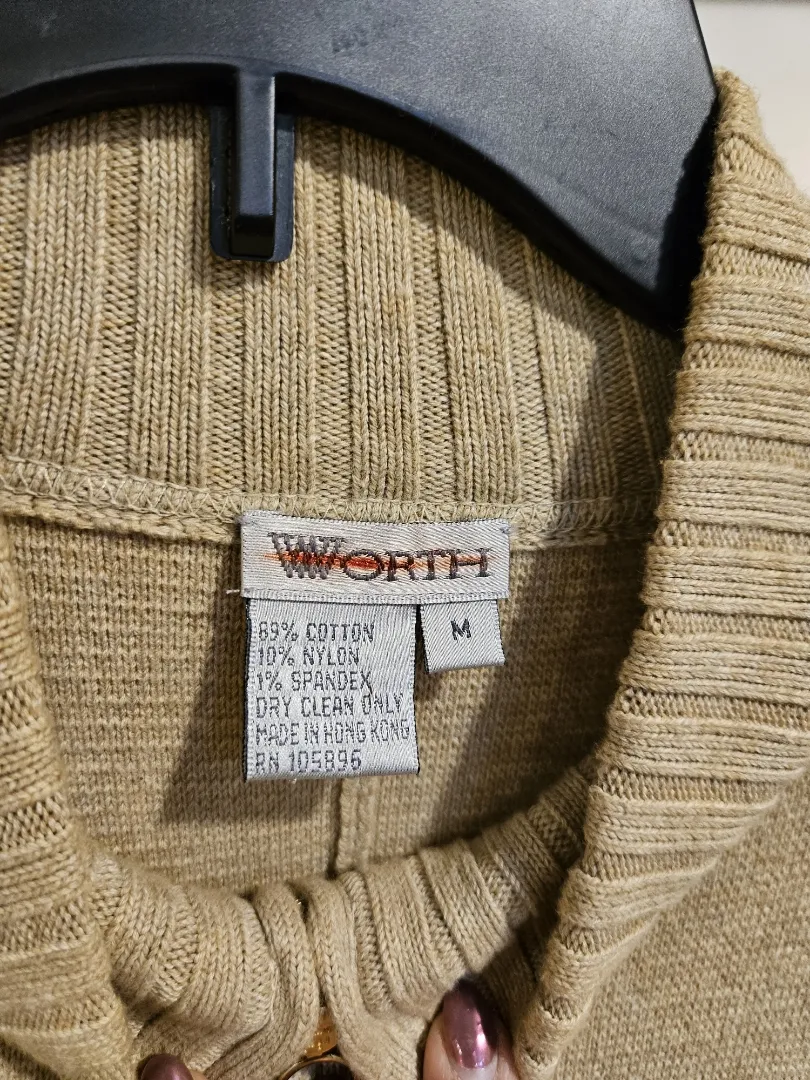 WORTH
M
89% COTTON
10% NYLON
1% SPANDEX
DRY CLEAN ONLY
MADE IN HONG KONG
RN 105896